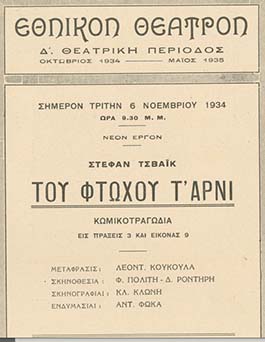 ΕΘΝΙΚΟΝ ΘΕΑΤΡΟΝ
Δ'. ΘΕΑΤΡΙΚΗ ΠΕΡΙΟΔΟΣ
ΟΚΤΩΒΡΙΟΣ 1934 — ΜΑΪΟΣ 1935
ΣΗΜΕΡΟΝ ΤΡΙΤΗΝ 6 ΝΟΕΜΒΡΙΟΥ 1934
ΩΡΑ 9.30 Μ. Μ.
ΝΕΟΝ ΕΡΓΟΝ
ΣΤΕΦΑΝ ΤΣΒΑΪΚ
ΤΟΥ ΦΤΩΧΟΥ Τ' ΑΡΝΙ
ΚΩΜΙΚΟΤΡΑΓΩΔΙΑ
ΕΙΣ ΠΡΑΞΕΙΣ 3 ΚΑΙ ΕΙΚΟΝΑΣ 9
ΜΕΤΑΦΡΑΣΙΣ: ΛΕΟΝΤ. ΚΟΥΚΟΥΛΑ
ΣΚΗΝΟΘΕΣΙΑ: Φ. ΠΟΛΙΤΗ - Δ. ΡΟΝΤΗΡΗ
ΣΚΗΝΟΓΡΑΦΙΑΙ: ΚΛ. ΚΛΩΝΗ
ΕΝΔΥΜΑΣΙΑΙ: ΑΝΤ. ΦΩΚΑ